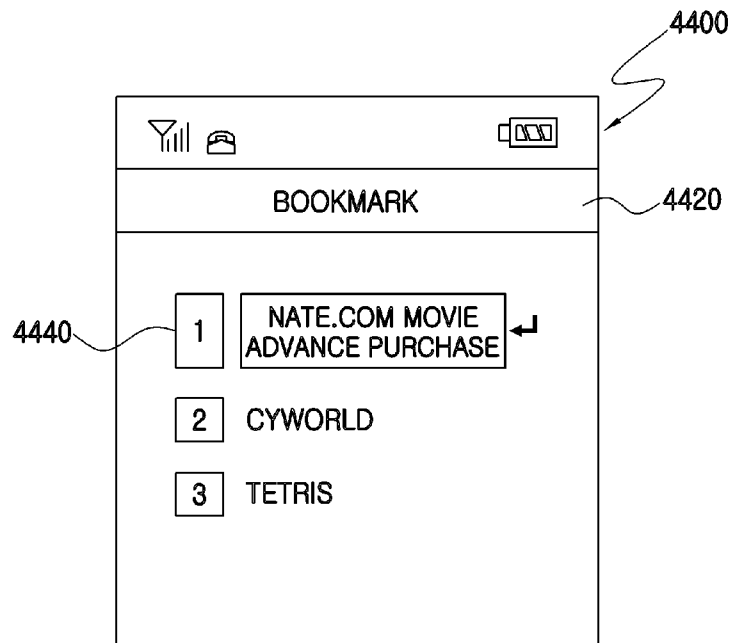 4400
BOOKMARK
4420
4440
1
NATE.COM MOVIE
ADVANCE PURCHASE
2 CYWORLD
3 TETRIS